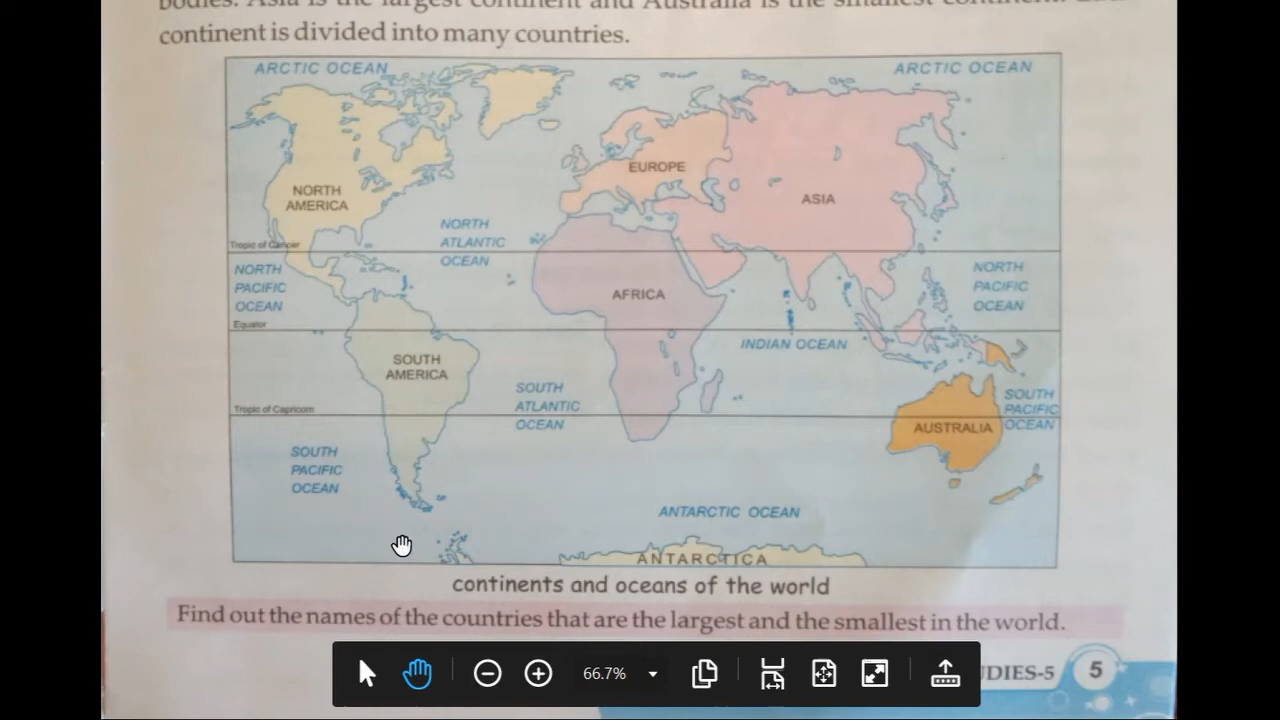 continent is divided into many countries.
ARCTIC OCEAN
ARCTIC OCEAN
EUROPE
NORTH
AMERICA
ASIA
NORTH
ATLANTIC
OCEAN
Tropic of Cancer
NORTH
PACIFIC
OCEAN
NORTH
PACIFIC
OCEAN
AFRICA
Equator
INDIAN OCEAN
SOUTH
AMERICA
SOUTH
ATLANTIC
OCEAN
SOUTH
PACIFIC
OCEAN
Tropic of Capricorn
AUSTRALIA
SOUTH
PACIFIC
OCEAN
ANTARCTIC OCEAN
ANTARCTICA
continents and oceans of the world
Find out the names of the countries that are the largest and the smallest in the world.
66.7%
UDIES-5
5